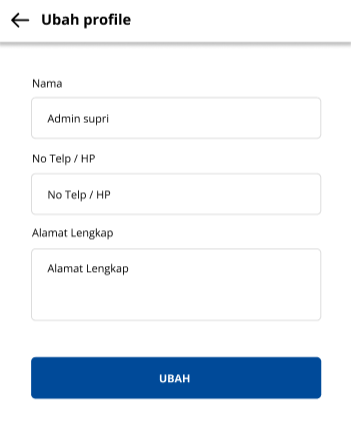 Ubah profile
Nama
Admin supri
No Telp / HP
No Telp / HP
Alamat Lengkap
Alamat Lengkap
UBAH